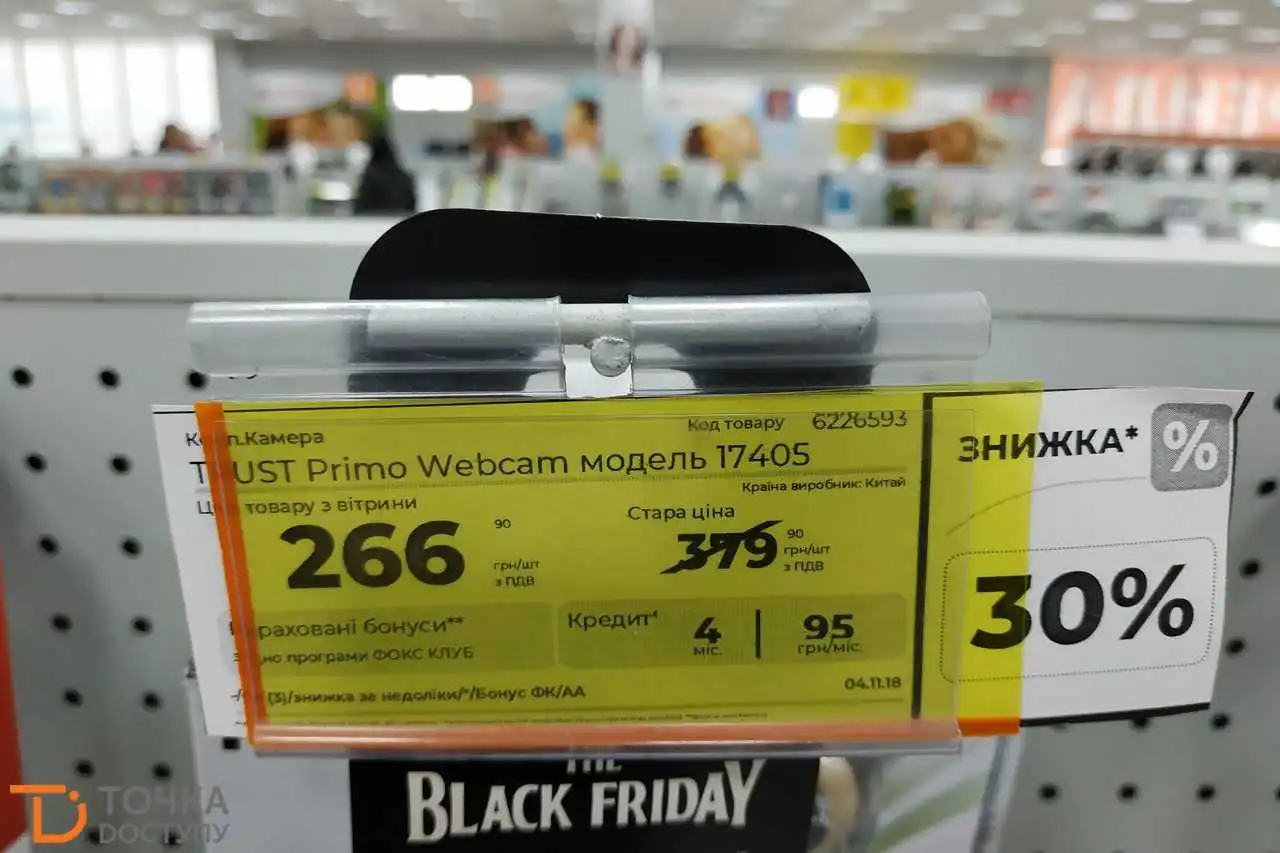 Код товару 6226593
п.Камера
UST Primo Webcam модель 17405
Країна виробник: Китай
товару з вітрини
Стара ціна
266 90 грн/шт з ПДВ
379 90 грн/шт з ПДВ
раховані бонуси**
програми ФОКС КЛУБ
Кредит
4 міс.
95 грн/міс.
(3)/знижка за недоліки/*/Бонус ФК/АА
04.11.18
ЗНИЖКА* %
30%
THE
BLACK FRIDAY
ТОЧКА
ДОСТУПУ